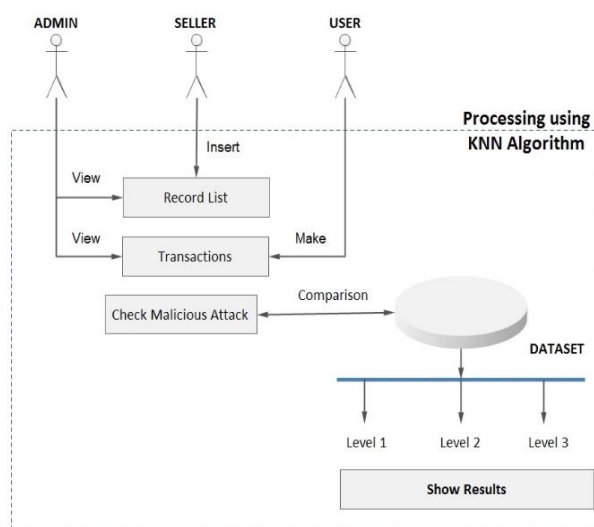 ADMIN
SELLER
USER
Processing using
KNN Algorithm
Insert
View
Record List
View
Make
Transactions
Comparison
Check Malicious Attack
DATASET
Level 1
Level 2
Level 3
Show Results